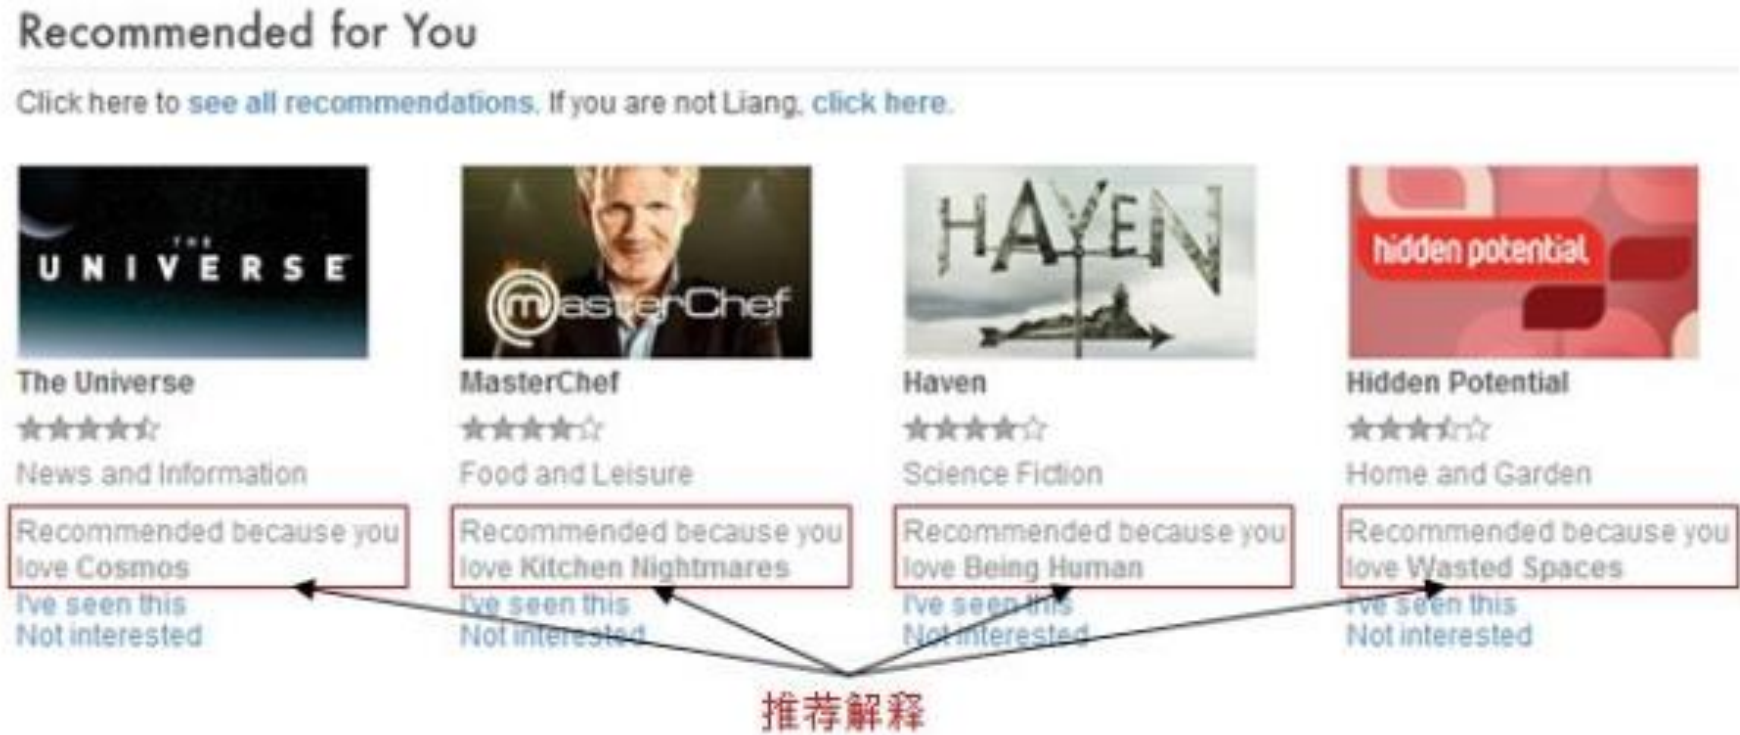 Recommended for You
Click here to see all recommendations. If you are not Liang, click here.
THE
UNIVERSE
MasterChef
HAVEN
hidden potential
The Universe
MasterChef
Haven
Hidden Potential
News and Information
Food and Leisure
Science Fiction
Home and Garden
Recommended because you
love Cosmos
Recommended because you
love Kitchen Nightmares
Recommended because you
love Being Human
Recommended because you
love Wasted Spaces
I've seen this
Not interested
I've seen this
Not interested
I've seen this
Not interested
I've seen this
Not interested
推荐解释